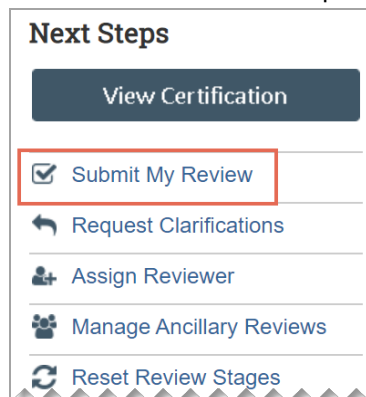 Next Steps
View Certification
Submit My Review
Request Clarifications
Assign Reviewer
Manage Ancillary Reviews
Reset Review Stages